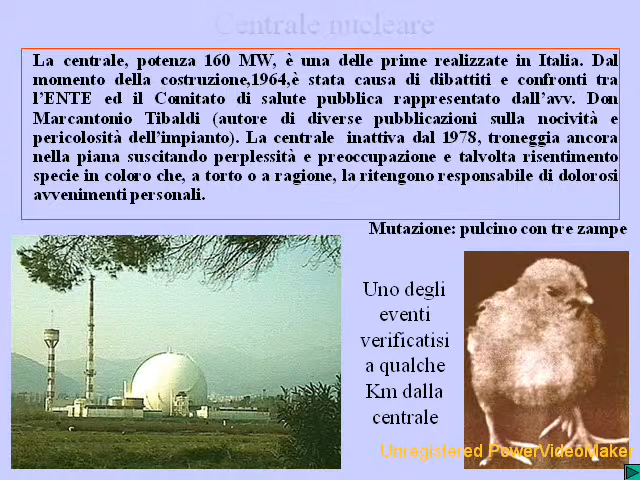 Centrale nucleare
La centrale, potenza 160 MW, è una delle prime realizzate in Italia. Dal
momento della costruzione,1964,è stata causa di dibattiti e confronti tra
l'ENTE ed il Comitato di salute pubblica rappresentato dall'avv. Don
Marcantonio Tibaldi (autore di diverse pubblicazioni sulla nocività e
pericolosità dell'impianto). La centrale inattiva dal 1978, troneggia ancora
nella piana suscitando perplessità e preoccupazione e talvolta risentimento
specie in coloro che, a torto o a ragione, la ritengono responsabile di dolorosi
avvenimenti personali.
Mutazione: pulcino con tre zampe
Uno degli
eventi
verificatisi
a qualche
Km dalla
centrale
Unregistered PowerVideoMaker